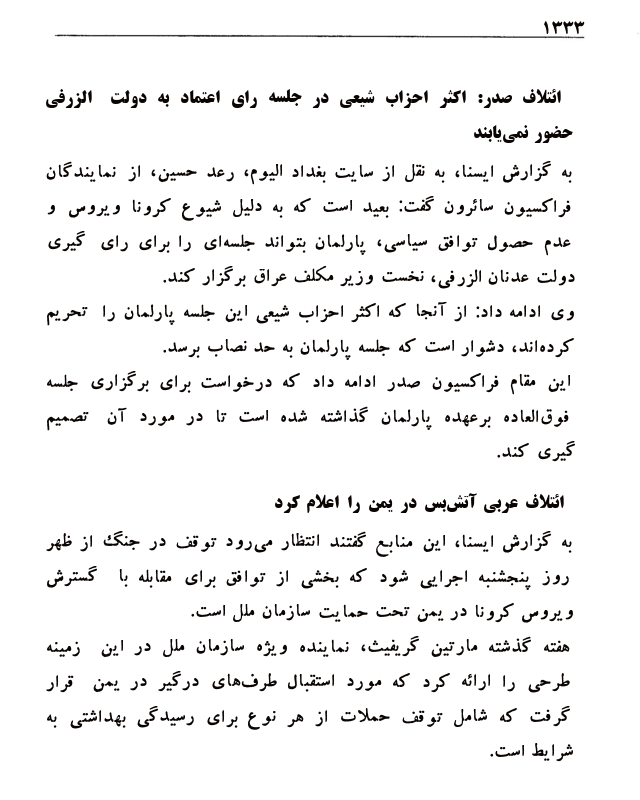 ۱۳۳۳
ائتلاف صدر: اکثر احزاب شیعی در جلسه رای اعتماد به دولت الزرفی
حضور نمی‌یابند
به گزارش ایسنا، به نقل از سایت بغداد الیوم، رعد حسین، از نمایندگان
فراکسیون سائرون گفت: بعید است که به دلیل شیوع کرونا ویروس و
عدم حصول توافق سیاسی، پارلمان بتواند جلسه‌ای را برای رای گیری
دولت عدنان الزرفی، نخست وزیر مکلف عراق برگزار کند.
وی ادامه داد: از آنجا که اکثر احزاب شیعی این جلسه پارلمان را تحریم
کرده‌اند، دشوار است که جلسه پارلمان به حد نصاب برسد.
این مقام فراکسیون صدر ادامه داد که درخواست برای برگزاری جلسه
فوق‌العاده برعهده پارلمان گذاشته شده است تا در مورد آن تصمیم
گیری کند.
ائتلاف عربی آتش‌بس در یمن را اعلام کرد
به گزارش ایسنا، این منابع گفتند انتظار می‌رود توقف در جنگ از ظهر
روز پنجشنبه اجرایی شود که بخشی از توافق برای مقابله با گسترش
ویروس کرونا در یمن تحت حمایت سازمان ملل است.
هفته گذشته مارتین گریفیث، نماینده ویژه سازمان ملل در این زمینه
طرحی را ارائه کرد که مورد استقبال طرف‌های درگیر در یمن قرار
گرفت که شامل توقف حملات از هر نوع برای رسیدگی بهداشتی به
شرایط است.